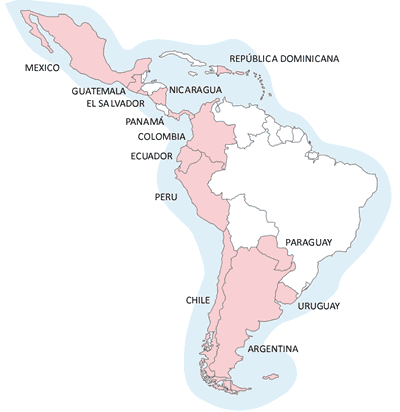 REPÚBLICA DOMINICANA
MEXICO
GUATEMALA
NICARAGUA
EL SALVADOR
PANAMÁ
COLOMBIA
ECUADOR
PERU
PARAGUAY
CHILE
URUGUAY
ARGENTINA